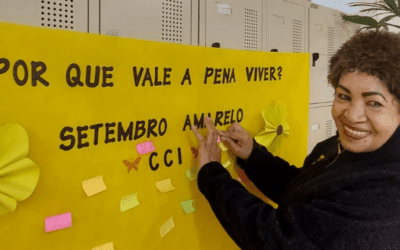 POR QUE VALE A PENA VIVER?
SETEMBRO AMARELO
CCI